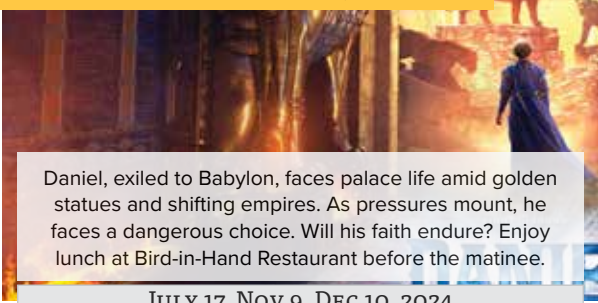 Daniel, exiled to Babylon, faces palace life amid golden
statues and shifting empires. As pressures mount, he
faces a dangerous choice. Will his faith endure? Enjoy
lunch at Bird-in-Hand Restaurant before the matinee.
July 17, Nov 9, Dec 10, 2024